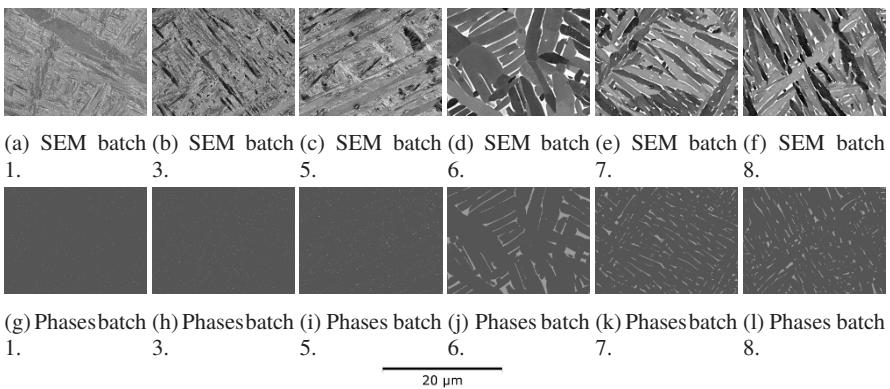 (a) SEM batch 1.
(b) SEM batch 3.
(c) SEM batch 5.
(d) SEM batch 6.
(e) SEM batch 7.
(f) SEM batch 8.
(g) Phases batch 1.
(h) Phases batch 3.
(i) Phases batch 5.
(j) Phases batch 6.
(k) Phases batch 7.
(l) Phases batch 8.
20 µm